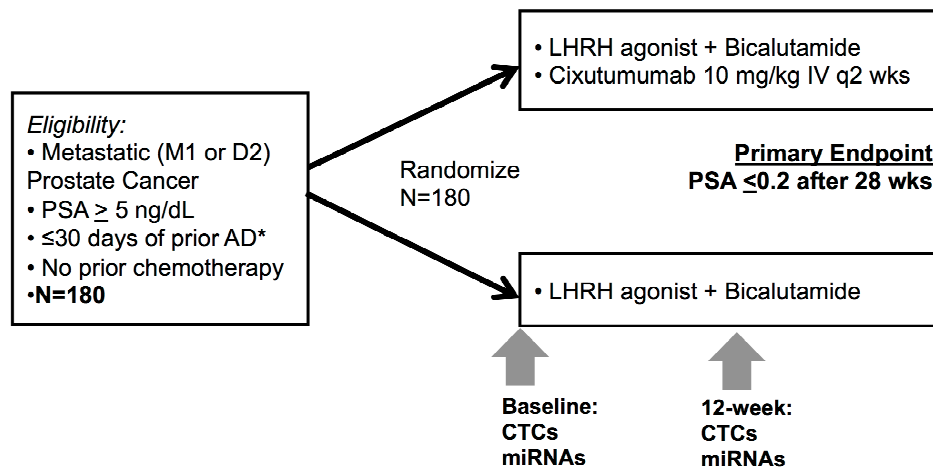 Eligibility:
• Metastatic (M1 or D2)
Prostate Cancer
• PSA ≥ 5 ng/dL
• ≤30 days of prior AD*
• No prior chemotherapy
•N=180
Randomize
N=180
• LHRH agonist + Bicalutamide
• Cixutumumab 10 mg/kg IV q2 wks
Primary Endpoint
PSA ≤0.2 after 28 wks
• LHRH agonist + Bicalutamide
Baseline:
CTCs
miRNAs
12-week:
CTCs
miRNAs